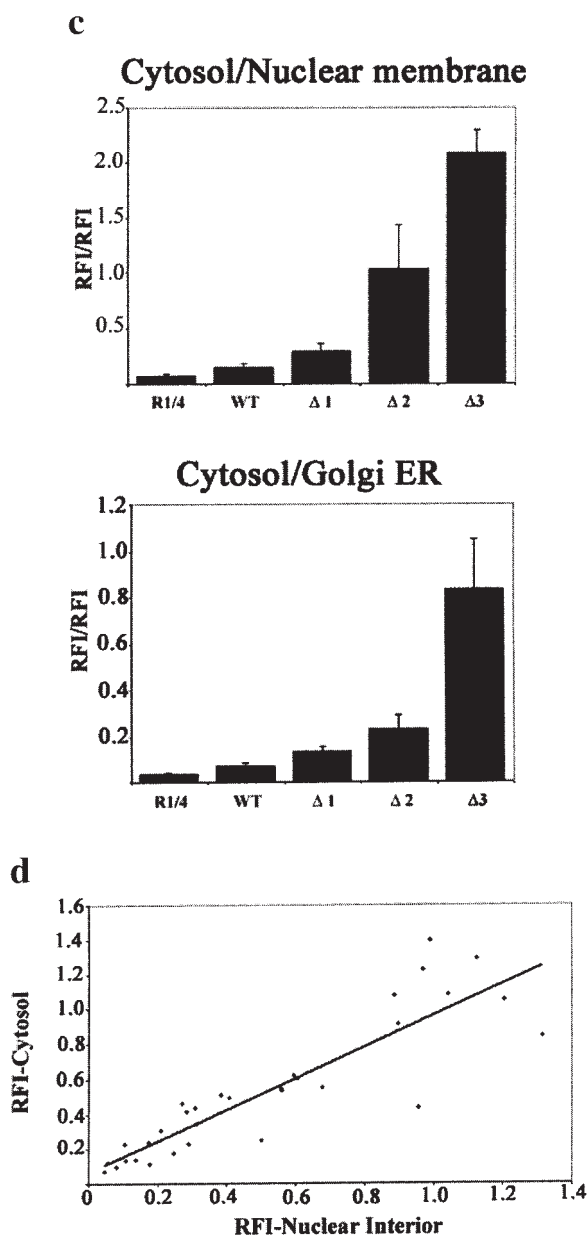 c
Cytosol/Nuclear membrane
2.5
2.0
1.5
1.0
0.5
RFI/RFI
R1/4 WT Δ 1 Δ 2 Δ3
Cytosol/Golgi ER
1.2
1.0
0.8
0.6
0.4
0.2
RFI/RFI
R1/4 WT Δ 1 Δ 2 Δ3
d
1.6
1.4
1.2
1.0
0.8
0.6
0.4
0.2
RFI-Cytosol
0 0.2 0.4 0.6 0.8 1.0 1.2 1.4
RFI-Nuclear Interior